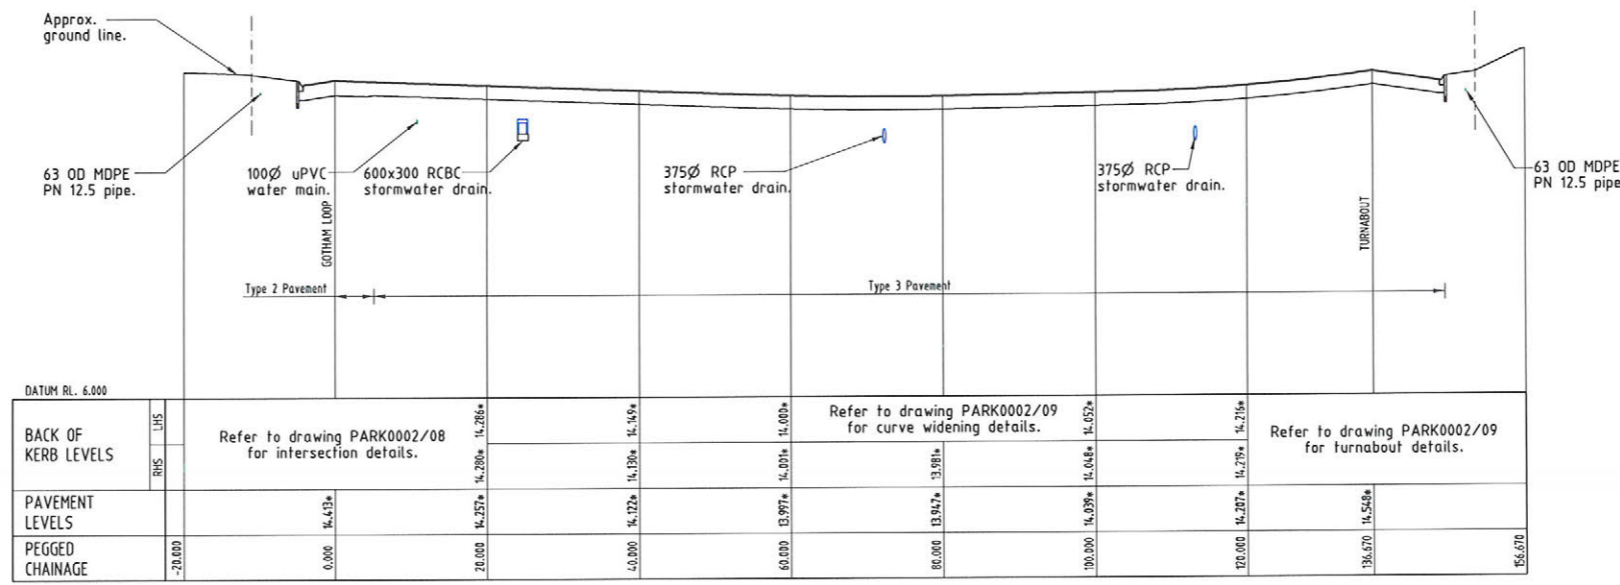 Approx.
ground line.
63 OD MDPE
PN 12.5 pipe.
100Ø uPVC
water main.
600x300 RCBC
stormwater drain.
375Ø RCP
stormwater drain.
375Ø RCP
stormwater drain.
63 OD MDPE
PN 12.5 pipe
GOTHAM LOOP
TURNABOUT
Type 2 Pavement
Type 3 Pavement
DATUM RL. 6.000
BACK OF
KERB LEVELS
LHS
Refer to drawing PARK0002/08
for intersection details.
14.286*
14.149*
14.000*
Refer to drawing PARK0002/09
for curve widening details.
14.052*
14.216*
Refer to drawing PARK0002/09
for turnabout details.
RHS
14.280*
14.130*
14.001*
13.981*
14.048*
14.219*
PAVEMENT
LEVELS
14.413*
14.257*
14.122*
13.997*
13.947*
14.039*
14.207*
14.548*
PEGGED
CHAINAGE
-20.000
0.000
20.000
40.000
60.000
80.000
100.000
120.000
136.670
156.670